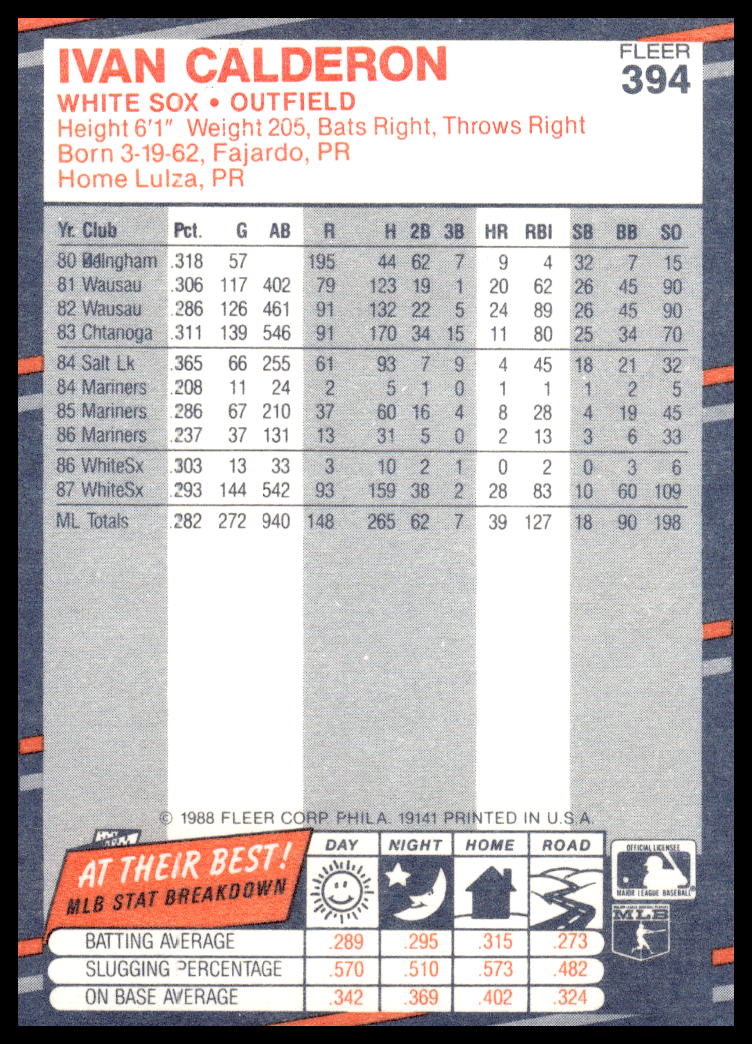 IVAN CALDERON
FLEER
394
WHITE SOX • OUTFIELD
Height 6'1" Weight 205, Bats Right, Throws Right
Born 3-19-62, Fajardo, PR
Home Lulza, PR
Yr. Club Pct. G AB R H 2B 3B HR RBI SB BB SO
80 .318 57 195 44 62 7 9 4 32 7 15
81 Wausau .306 117 402 79 123 19 1 20 62 26 45 90
82 Wausau .286 126 461 91 132 22 5 24 89 26 45 90
83 Chtanoga .311 139 546 91 170 34 15 11 80 25 34 70
84 Salt Lk .365 66 255 61 93 7 9 4 45 18 21 32
84 Mariners .208 11 24 2 5 1 0 1 1 1 2 5
85 Mariners .286 67 210 37 60 16 4 8 28 4 19 45
86 Mariners .237 37 131 13 31 5 0 2 13 3 6 33
86 WhiteSx .303 13 33 3 10 2 1 0 2 0 3 6
87 WhiteSx .293 144 542 93 159 38 2 28 83 10 60 109
ML Totals .282 272 940 148 265 62 7 39 127 18 90 198
© 1988 FLEER CORP. PHILA. 19141 PRINTED IN U.S.A.
AT THEIR BEST!
MLB STAT BREAKDOWN
DAY NIGHT HOME ROAD
BATTING AVERAGE .289 .295 .315 .273
SLUGGING PERCENTAGE .570 .510 .573 .482
ON BASE AVERAGE .342 .369 .402 .324
OFFICIAL LICENSEE
MAJOR LEAGUE BASEBALL
MAJOR LEAGUE BASEBALL PLAYERS
MLB